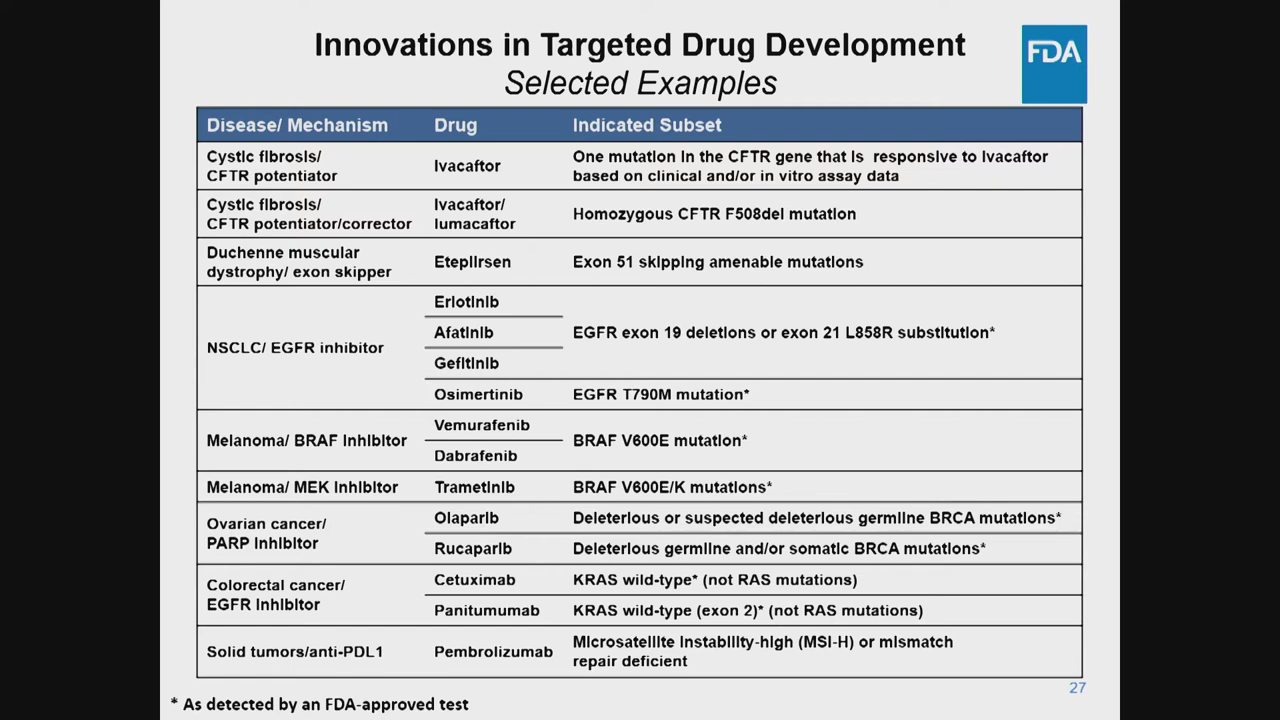 Innovations in Targeted Drug Development
Selected Examples
FDA
Disease/ Mechanism Drug Indicated Subset
Cystic fibrosis/
CFTR potentiator
Ivacaftor
One mutation in the CFTR gene that is responsive to ivacaftor
based on clinical and/or in vitro assay data
Cystic fibrosis/
CFTR potentiator/corrector
Ivacaftor/
lumacaftor
Homozygous CFTR F508del mutation
Duchenne muscular
dystrophy/ exon skipper
Eteplirsen
Exon 51 skipping amenable mutations
NSCLC/ EGFR inhibitor
Erlotinib
Afatinib
Gefitinib
EGFR exon 19 deletions or exon 21 L858R substitution*
Osimertinib
EGFR T790M mutation*
Melanoma/ BRAF inhibitor
Vemurafenib
Dabrafenib
BRAF V600E mutation*
Melanoma/ MEK inhibitor
Trametinib
BRAF V600E/K mutations*
Ovarian cancer/
PARP inhibitor
Olaparib
Deleterious or suspected deleterious germline BRCA mutations*
Rucaparib
Deleterious germline and/or somatic BRCA mutations*
Colorectal cancer/
EGFR inhibitor
Cetuximab
KRAS wild-type* (not RAS mutations)
Panitumumab
KRAS wild-type (exon 2)* (not RAS mutations)
Solid tumors/anti-PDL1
Pembrolizumab
Microsatellite instability-high (MSI-H) or mismatch
repair deficient
27
* As detected by an FDA-approved test